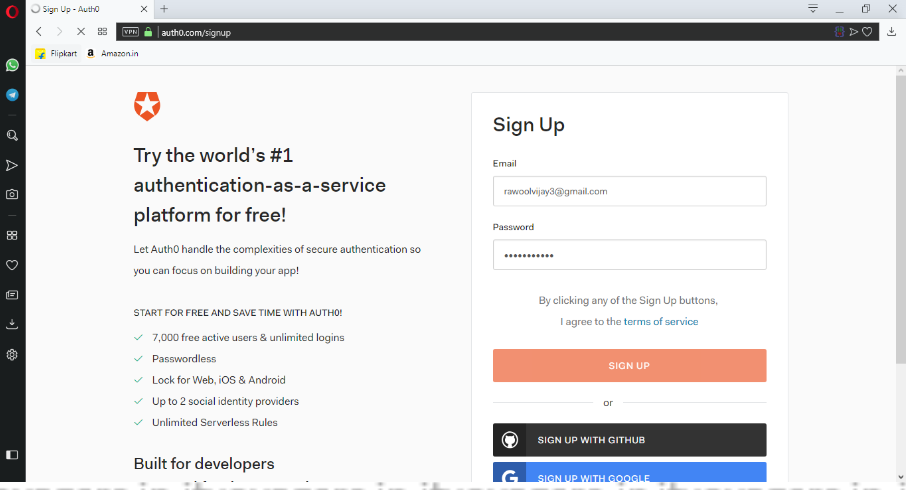 Sign Up - Auth0
VPN
auth0.com/signup
Flipkart
a Amazon.in
Try the world's #1
authentication-as-a-service
platform for free!
Let Auth0 handle the complexities of secure authentication so
you can focus on building your app!
START FOR FREE AND SAVE TIME WITH AUTH0!
7,000 free active users & unlimited logins
Passwordless
Lock for Web, iOS & Android
Up to 2 social identity providers
Unlimited Serverless Rules
Built for developers
Sign Up
Email
rawoolvijay3@gmail.com
Password
•••••••••••
By clicking any of the Sign Up buttons,
I agree to the terms of service
SIGN UP
or
SIGN UP WITH GITHUB
G SIGN UP WITH GOOGLE